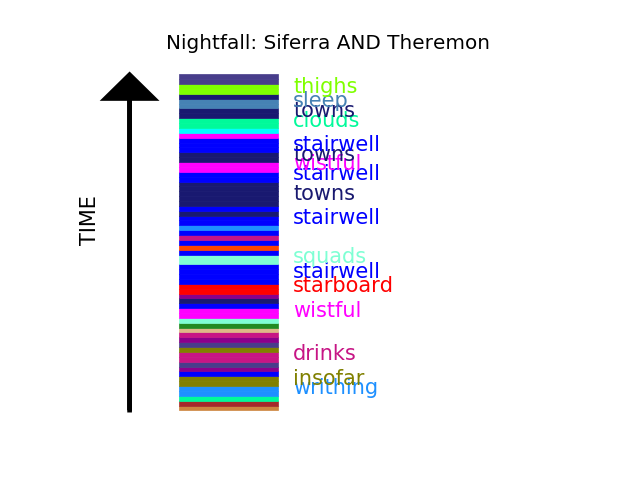 Nightfall: Siferra AND Theremon
thighs
sleep
towns
clouds
stairwell
towns
wistful
stairwell
towns
stairwell
squads
stairwell
starboard
wistful
drinks
insofar
writhing
TIME